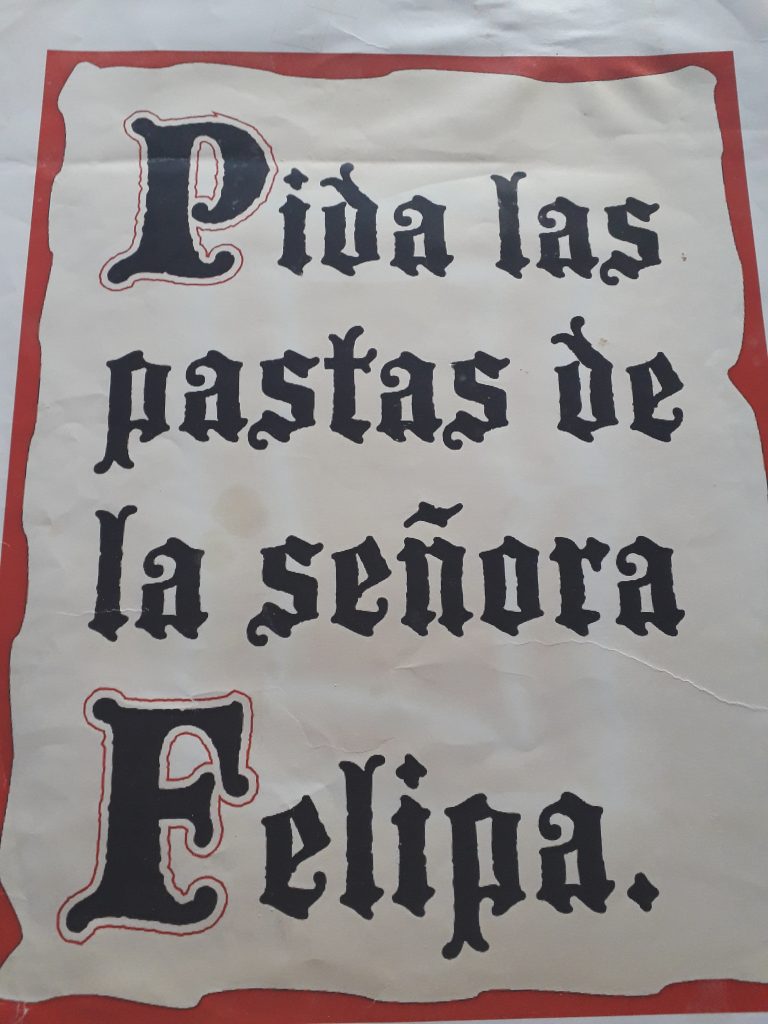 Pida las
pastas de
la señora
Felipa.